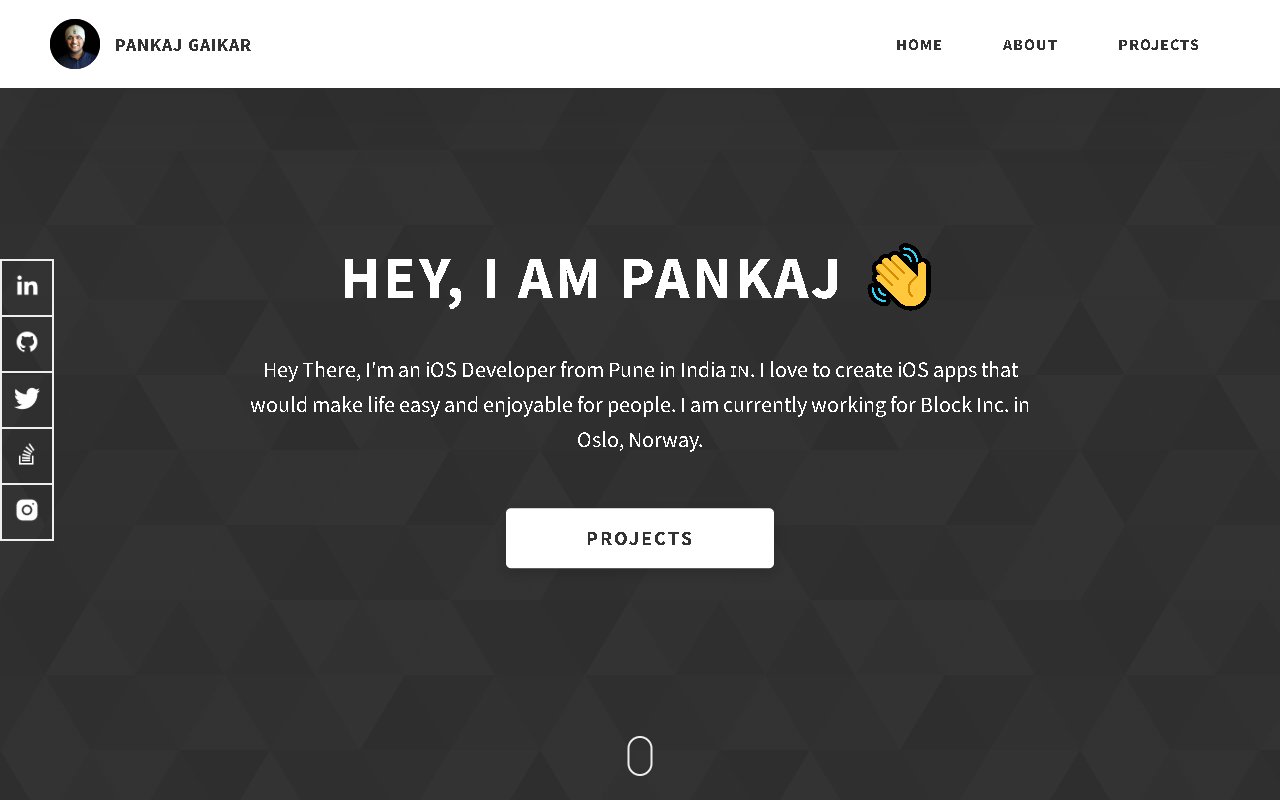 PANKAJ GAIKAR
HOME
ABOUT
PROJECTS
HEY, I AM PANKAJ 👋
Hey There, I'm an iOS Developer from Pune in India 🇮🇳. I love to create iOS apps that
would make life easy and enjoyable for people. I am currently working for Block Inc. in
Oslo, Norway.
PROJECTS
in